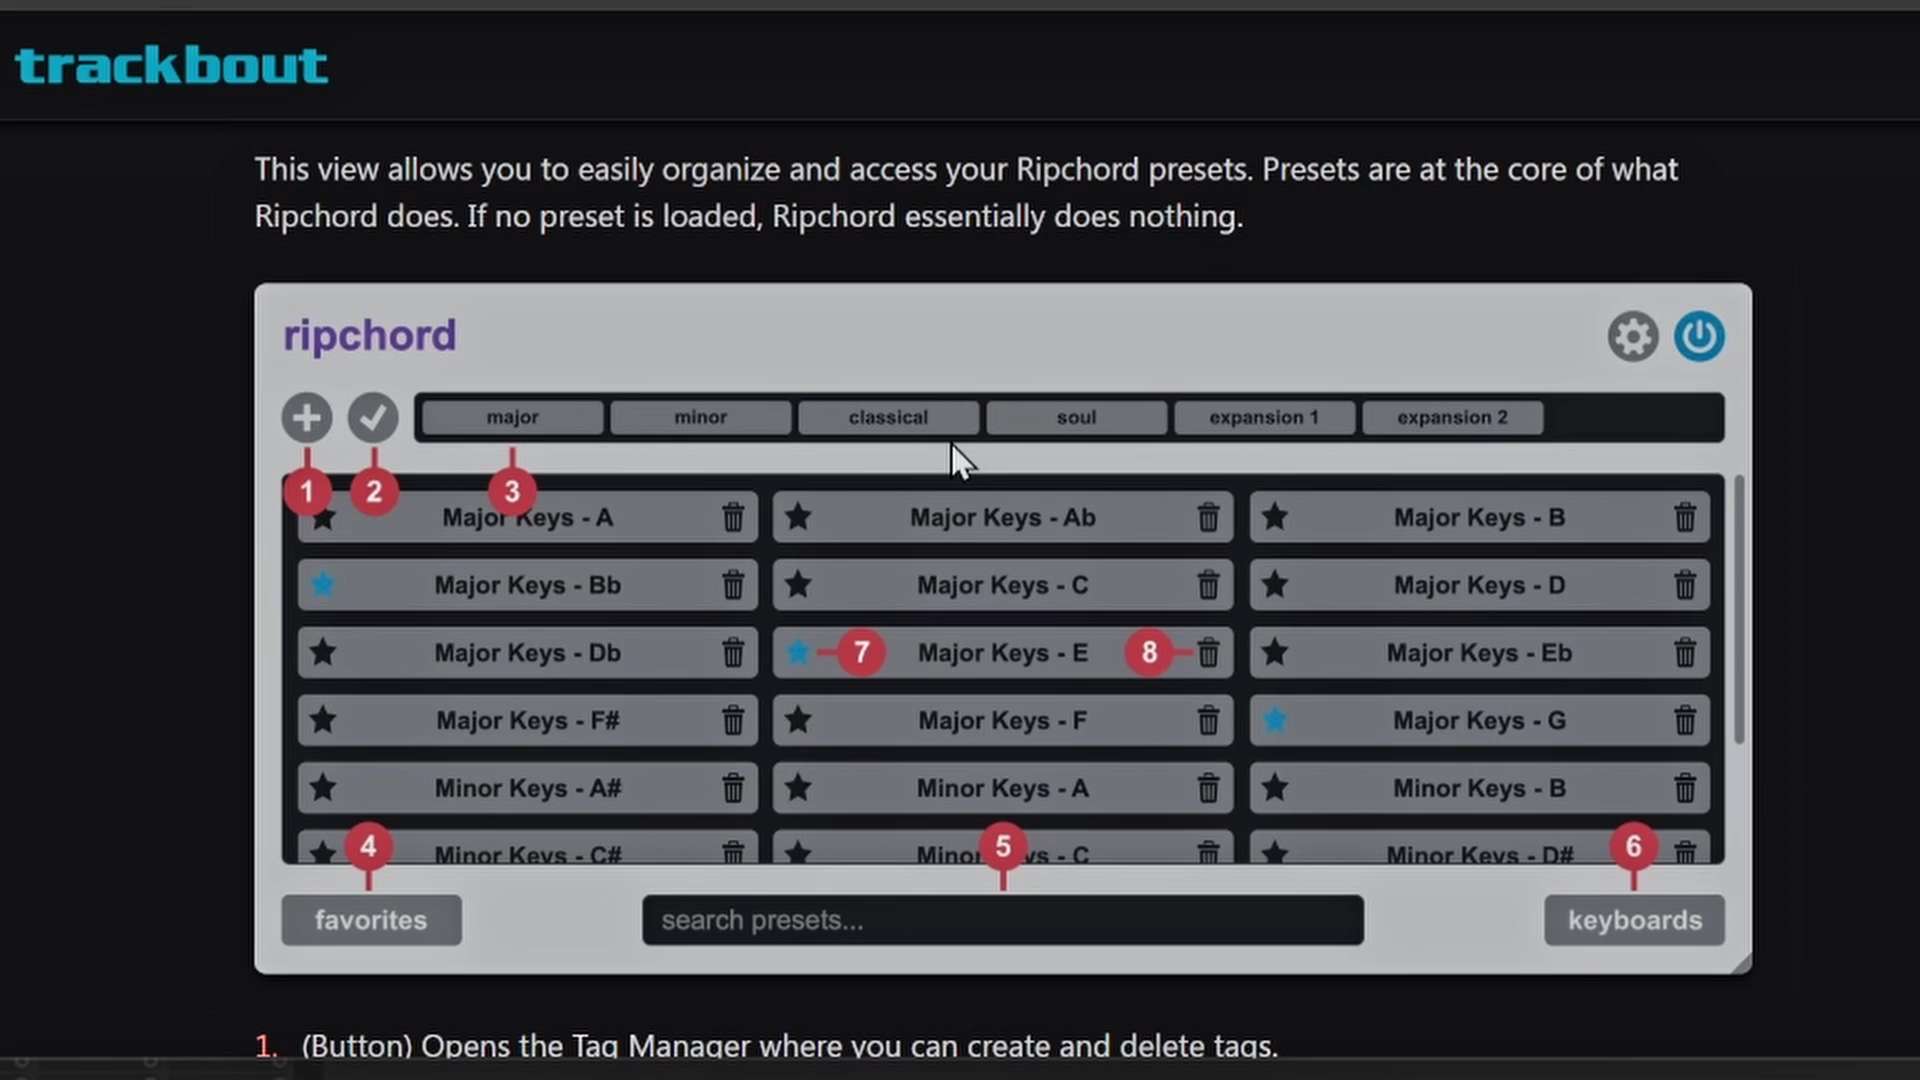 trackbout
This view allows you to easily organize and access your Ripchord presets. Presets are at the core of what
Ripchord does. If no preset is loaded, Ripchord essentially does nothing.
ripchord
major minor classical soul expansion 1 expansion 2
1 2 3
Major Keys - A Major Keys - Ab Major Keys - B
Major Keys - Bb Major Keys - C Major Keys - D
Major Keys - Db 7 Major Keys - E 8 Major Keys - Eb
Major Keys - F# Major Keys - F Major Keys - G
Minor Keys - A# Minor Keys - A Minor Keys - B
4 Minor Keys - C# Minor 5 Keys - C Minor Keys - D# 6
favorites search presets... keyboards
1. (Button) Opens the Tag Manager where you can create and delete tags.